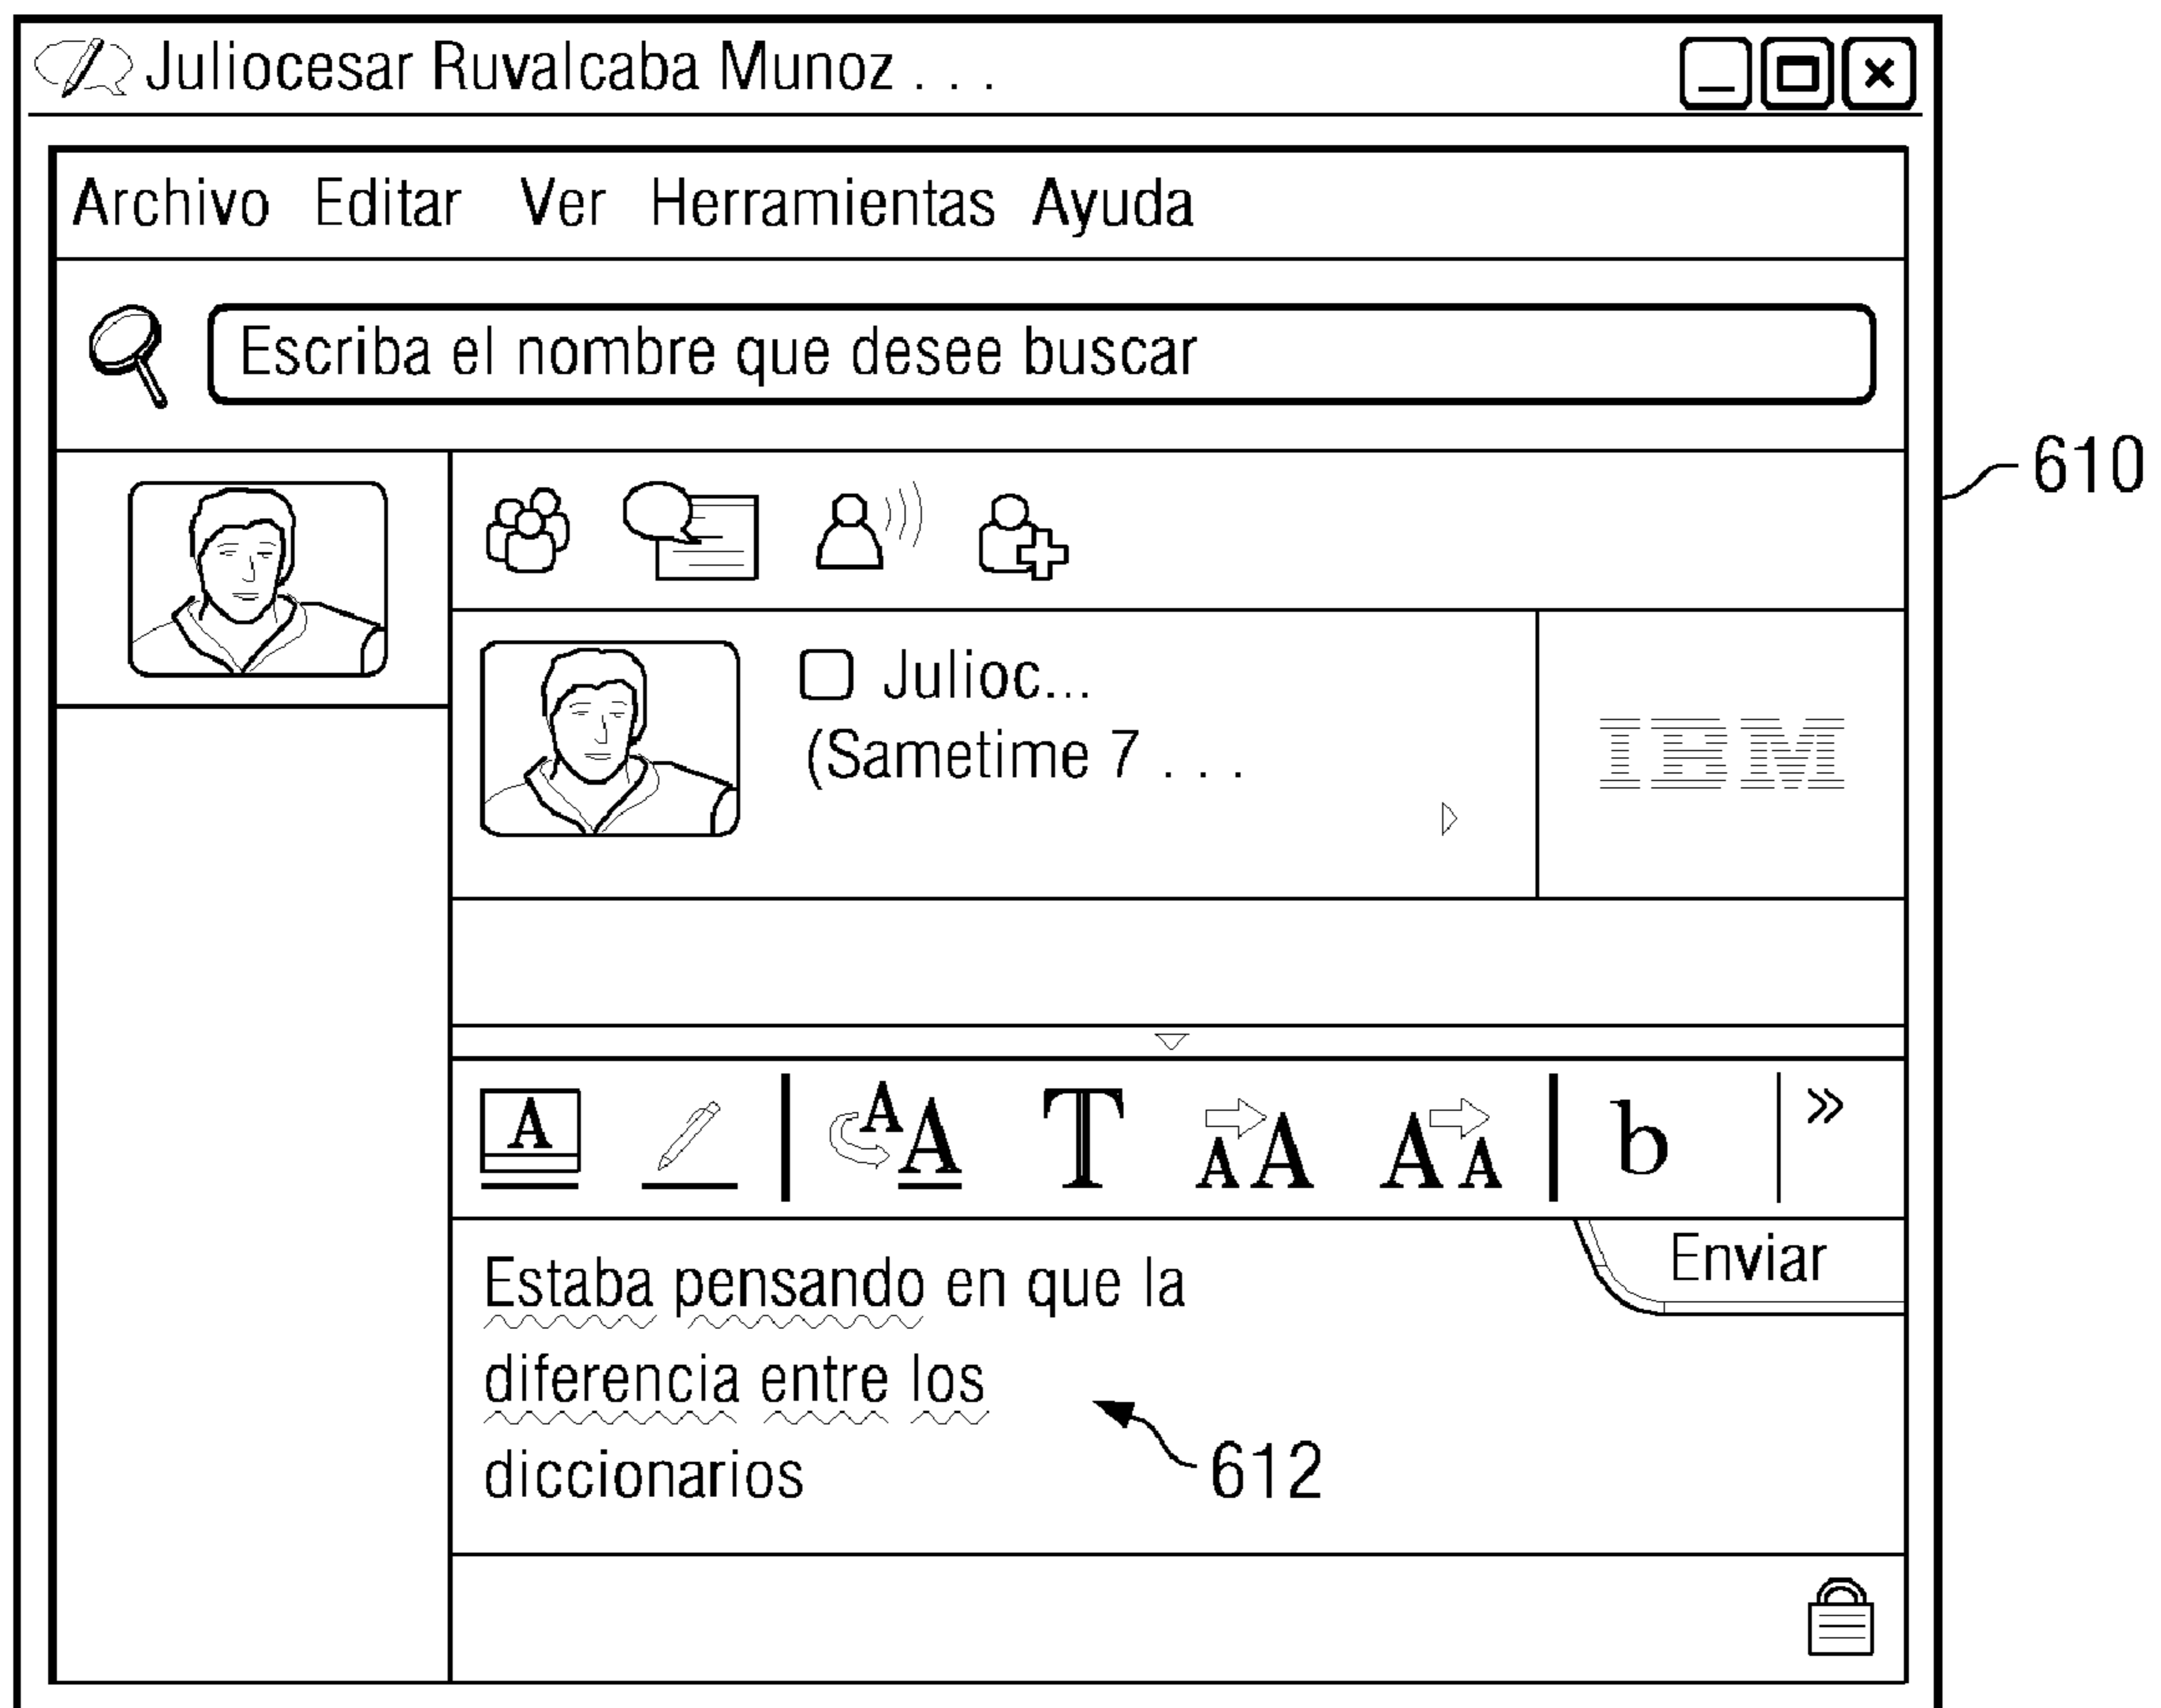 Juliocesar Ruvalcaba Munoz . . .
Archivo Editar Ver Herramientas Ayuda
Escriba el nombre que desee buscar
610
Julioc...
(Sametime 7 . . .
IBM
A A A T A A A A b »
Enviar
Estaba pensando en que la
diferencia entre los
diccionarios
612